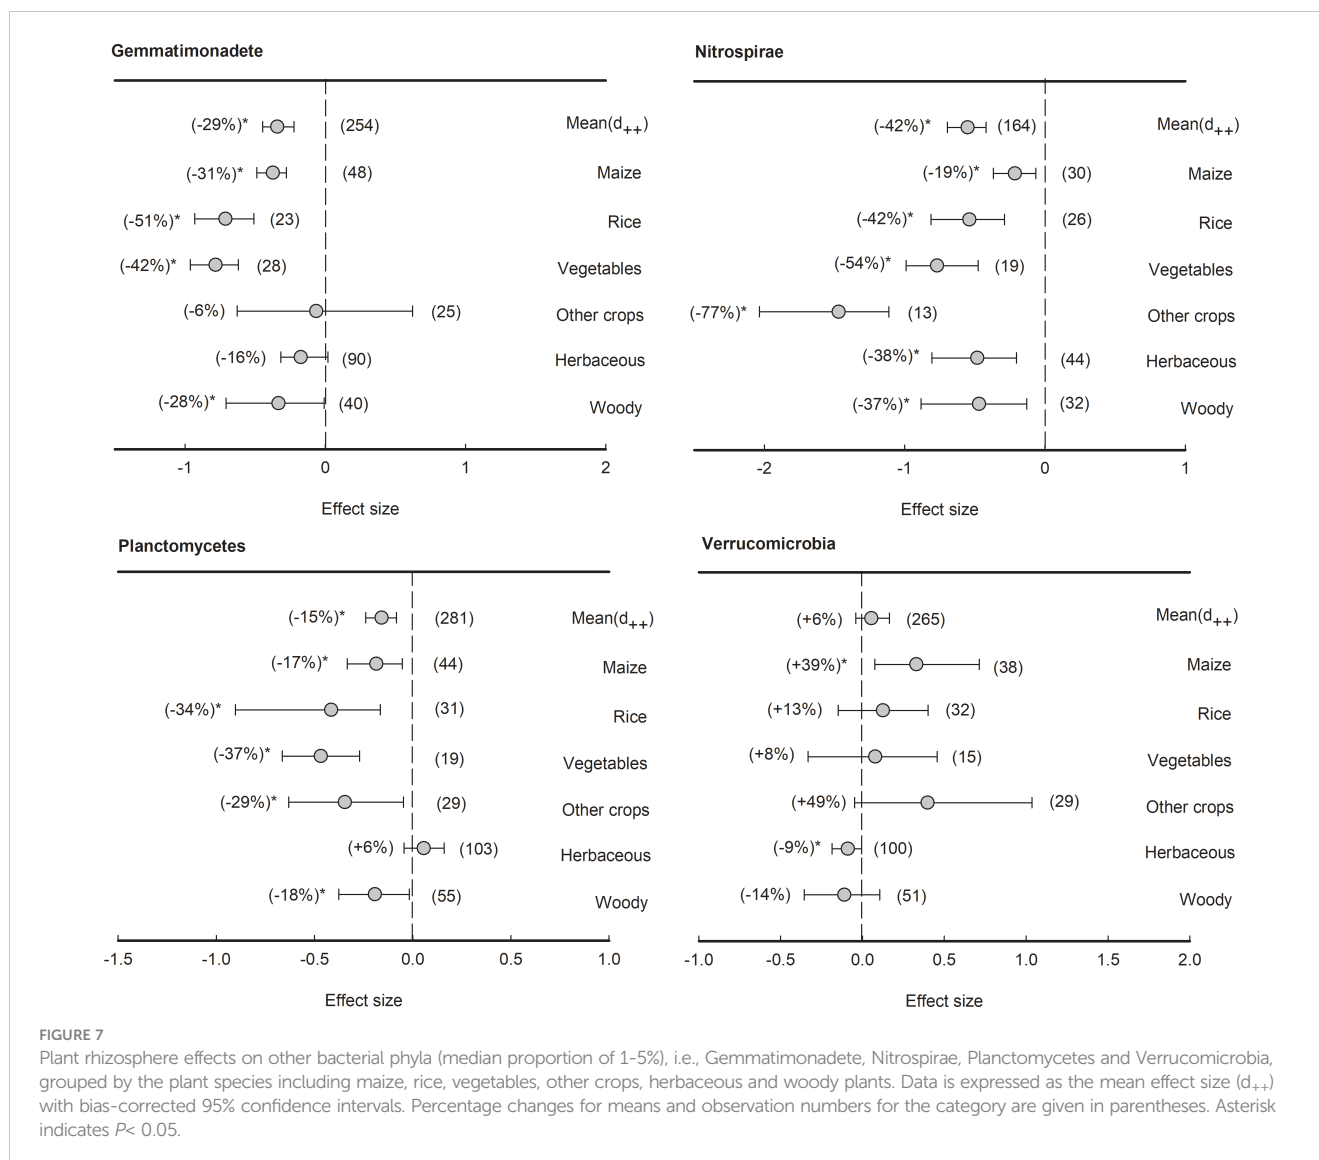 Gemmatimonadete
(-29%)* (254) Mean(d++)
(-31%)* (48) Maize
(-51%)* (23) Rice
(-42%)* (28) Vegetables
(-6%) (25) Other crops
(-16%) (90) Herbaceous
(-28%)* (40) Woody
-1 0 1 2
Effect size
Nitrospirae
(-42%)* (164) Mean(d++)
(-19%)* (30) Maize
(-42%)* (26) Rice
(-54%)* (19) Vegetables
(-77%)* (13) Other crops
(-38%)* (44) Herbaceous
(-37%)* (32) Woody
-2 -1 0 1
Effect size
Planctomycetes
(-15%)* (281) Mean(d++)
(-17%)* (44) Maize
(-34%)* (31) Rice
(-37%)* (19) Vegetables
(-29%)* (29) Other crops
(+6%) (103) Herbaceous
(-18%)* (55) Woody
-1.5 -1.0 -0.5 0.0 0.5 1.0
Effect size
Verrucomicrobia
(+6%) (265) Mean(d++)
(+39%)* (38) Maize
(+13%) (32) Rice
(+8%) (15) Vegetables
(+49%) (29) Other crops
(-9%)* (100) Herbaceous
(-14%) (51) Woody
-1.0 -0.5 0.0 0.5 1.0 1.5 2.0
Effect size
FIGURE 7
Plant rhizosphere effects on other bacterial phyla (median proportion of 1-5%), i.e., Gemmatimonadete, Nitrospirae, Planctomycetes and Verrucomicrobia,
grouped by the plant species including maize, rice, vegetables, other crops, herbaceous and woody plants. Data is expressed as the mean effect size (d++)
with bias-corrected 95% confidence intervals. Percentage changes for means and observation numbers for the category are given in parentheses. Asterisk
indicates P< 0.05.